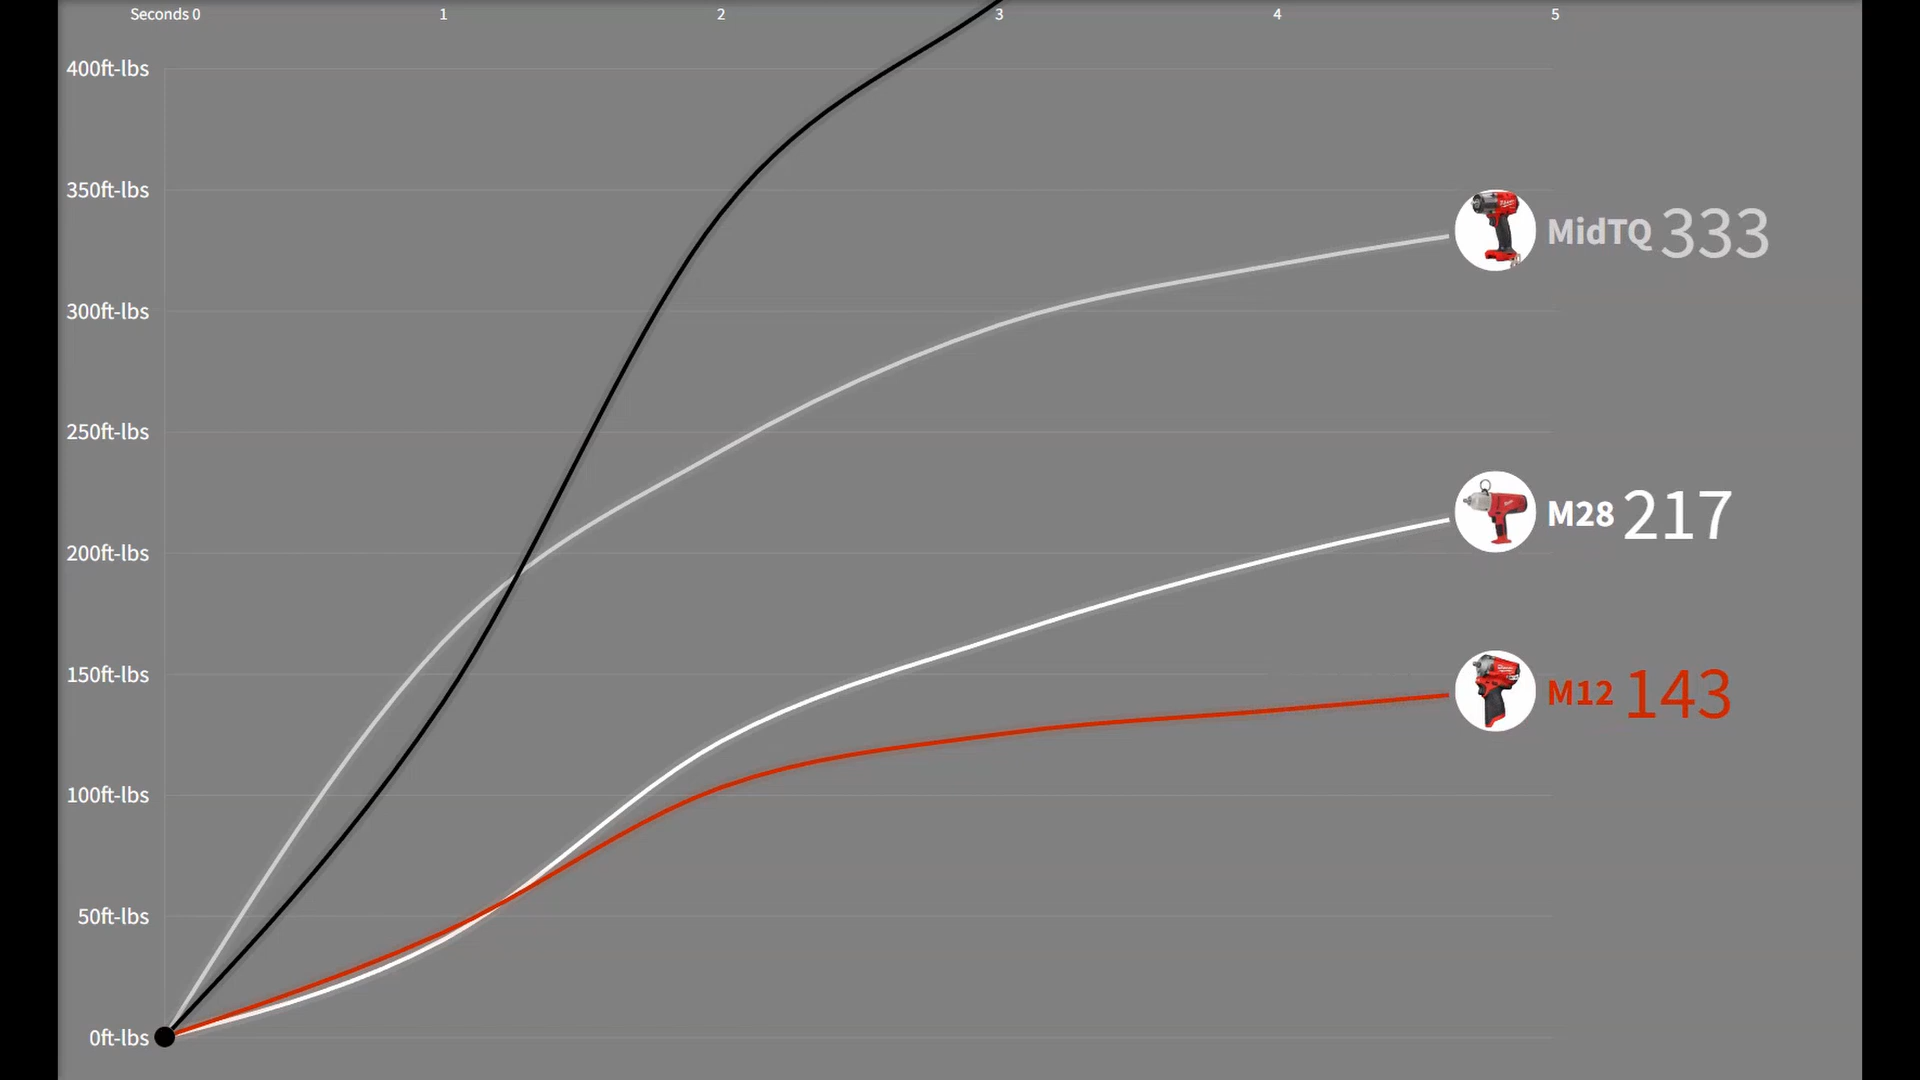 Seconds 0 1 2 3 4 5
400ft-lbs
350ft-lbs
MidTQ 333
300ft-lbs
250ft-lbs
M28 217
200ft-lbs
150ft-lbs
M12 143
100ft-lbs
50ft-lbs
0ft-lbs